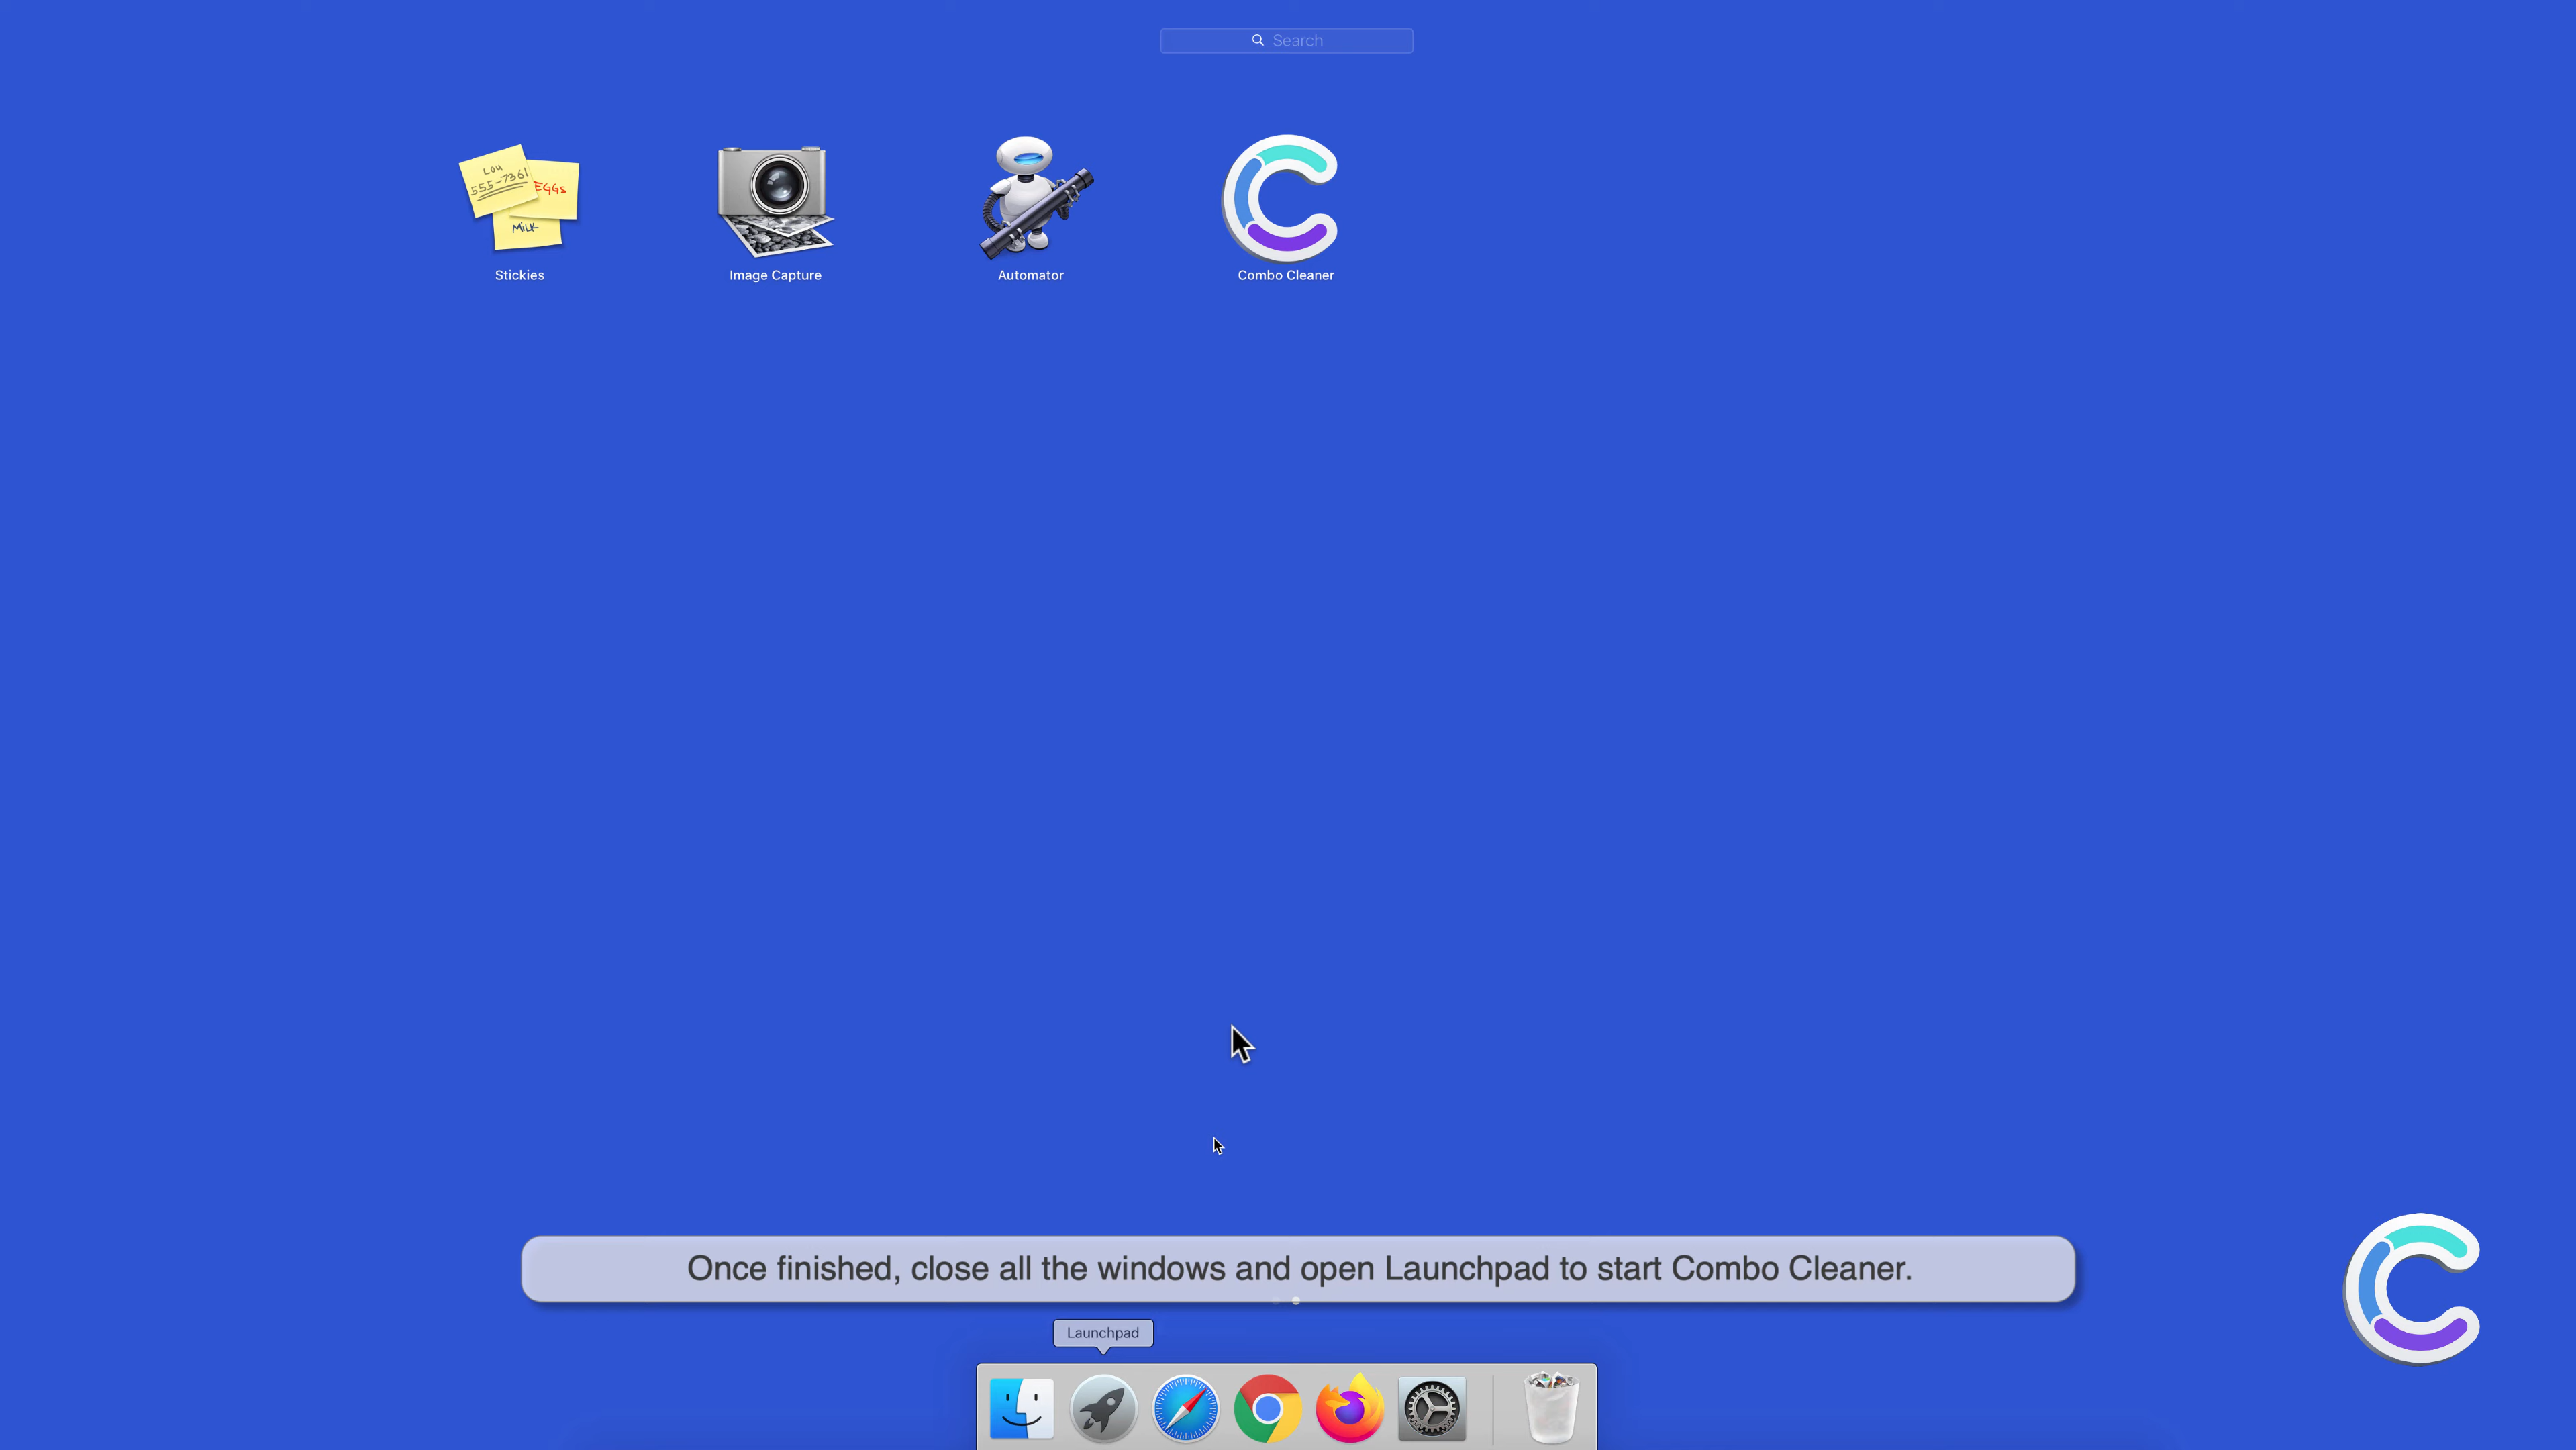 Search
Lou
555-7361
EGGs
MiLK
Stickies
Image Capture
Automator
Combo Cleaner
Once finished, close all the windows and open Launchpad to start Combo Cleaner.
Launchpad